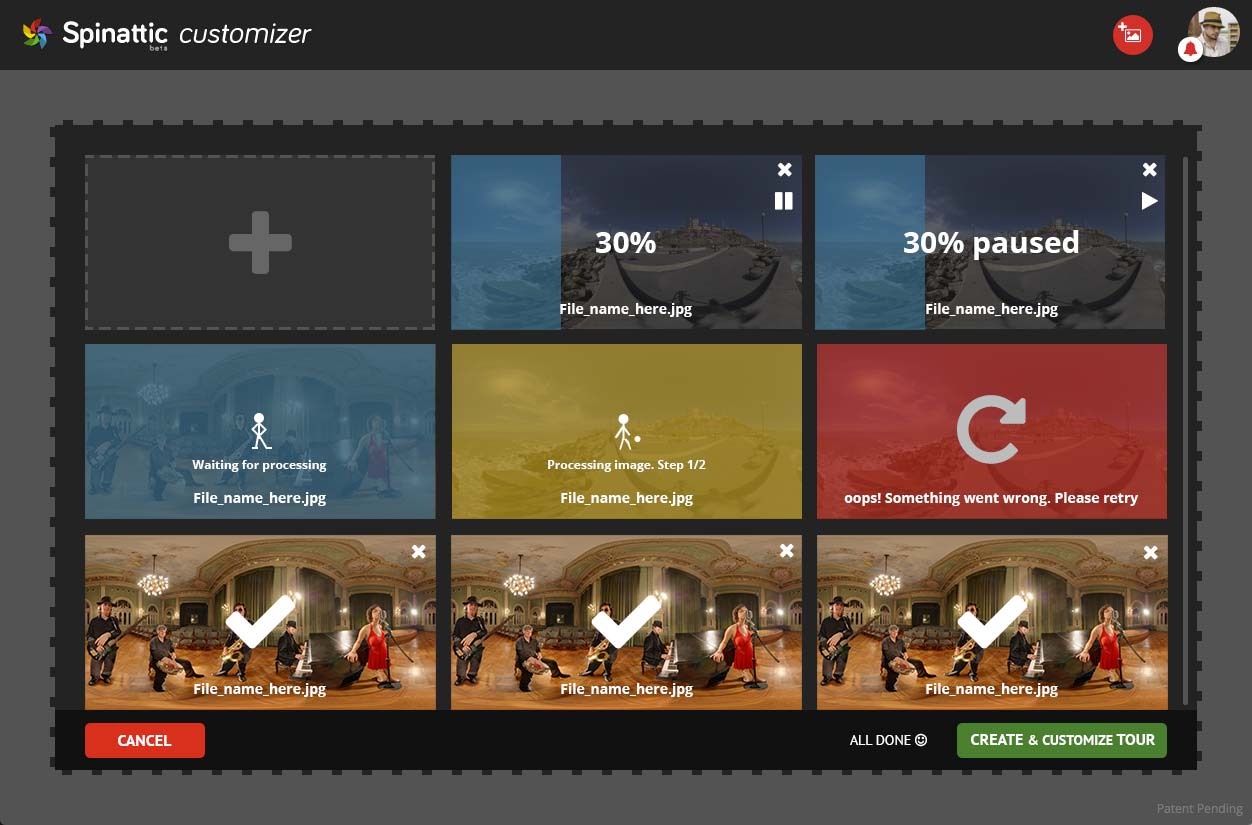 Spinattic customizer
beta
30%
File_name_here.jpg
30% paused
File_name_here.jpg
Waiting for processing
File_name_here.jpg
Processing image. Step 1/2
File_name_here.jpg
oops! Something went wrong. Please retry
File_name_here.jpg
File_name_here.jpg
File_name_here.jpg
CANCEL
ALL DONE
CREATE & CUSTOMIZE TOUR
Patent Pending